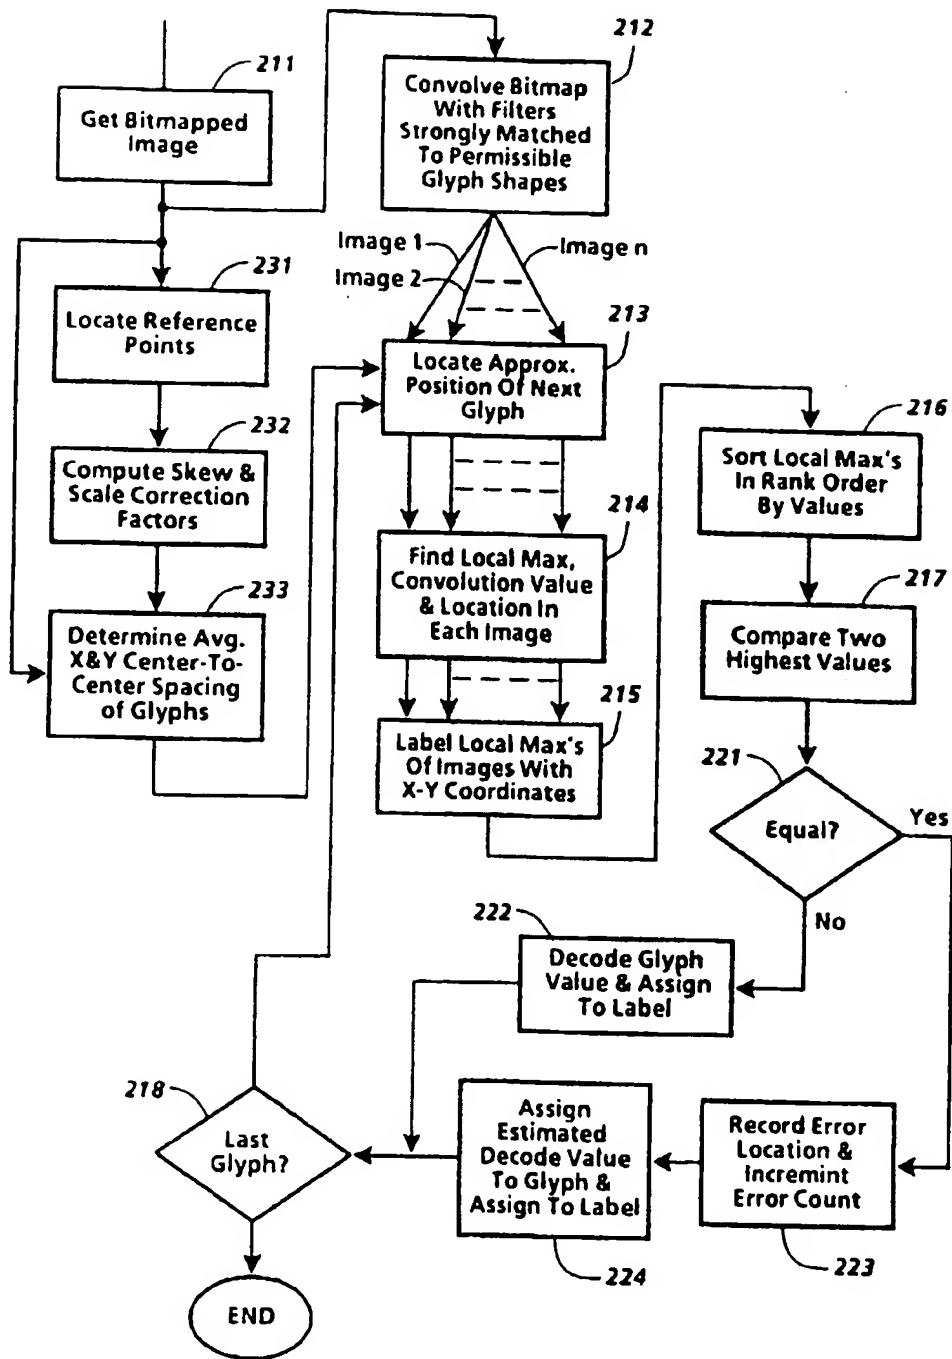 211
Get Bitmapped
Image
212
Convolve Bitmap
With Filters
Strongly Matched
To Permissible
Glyph Shapes
Image 1
Image 2
Image n
231
Locate Reference
Points
213
Locate Approx.
Position Of Next
Glyph
232
Compute Skew &
Scale Correction
Factors
216
Sort Local Max's
In Rank Order
By Values
214
Find Local Max,
Convolution Value
& Location In
Each Image
233
Determine Avg.
X&Y Center-To-
Center Spacing
of Glyphs
217
Compare Two
Highest Values
215
Label Local Max's
Of Images With
X-Y Coordinates
221
Equal?
Yes
No
222
Decode Glyph
Value & Assign
To Label
218
Last
Glyph?
Assign
Estimated
Decode Value
To Glyph &
Assign To Label
224
Record Error
Location &
Incremint
Error Count
223
END